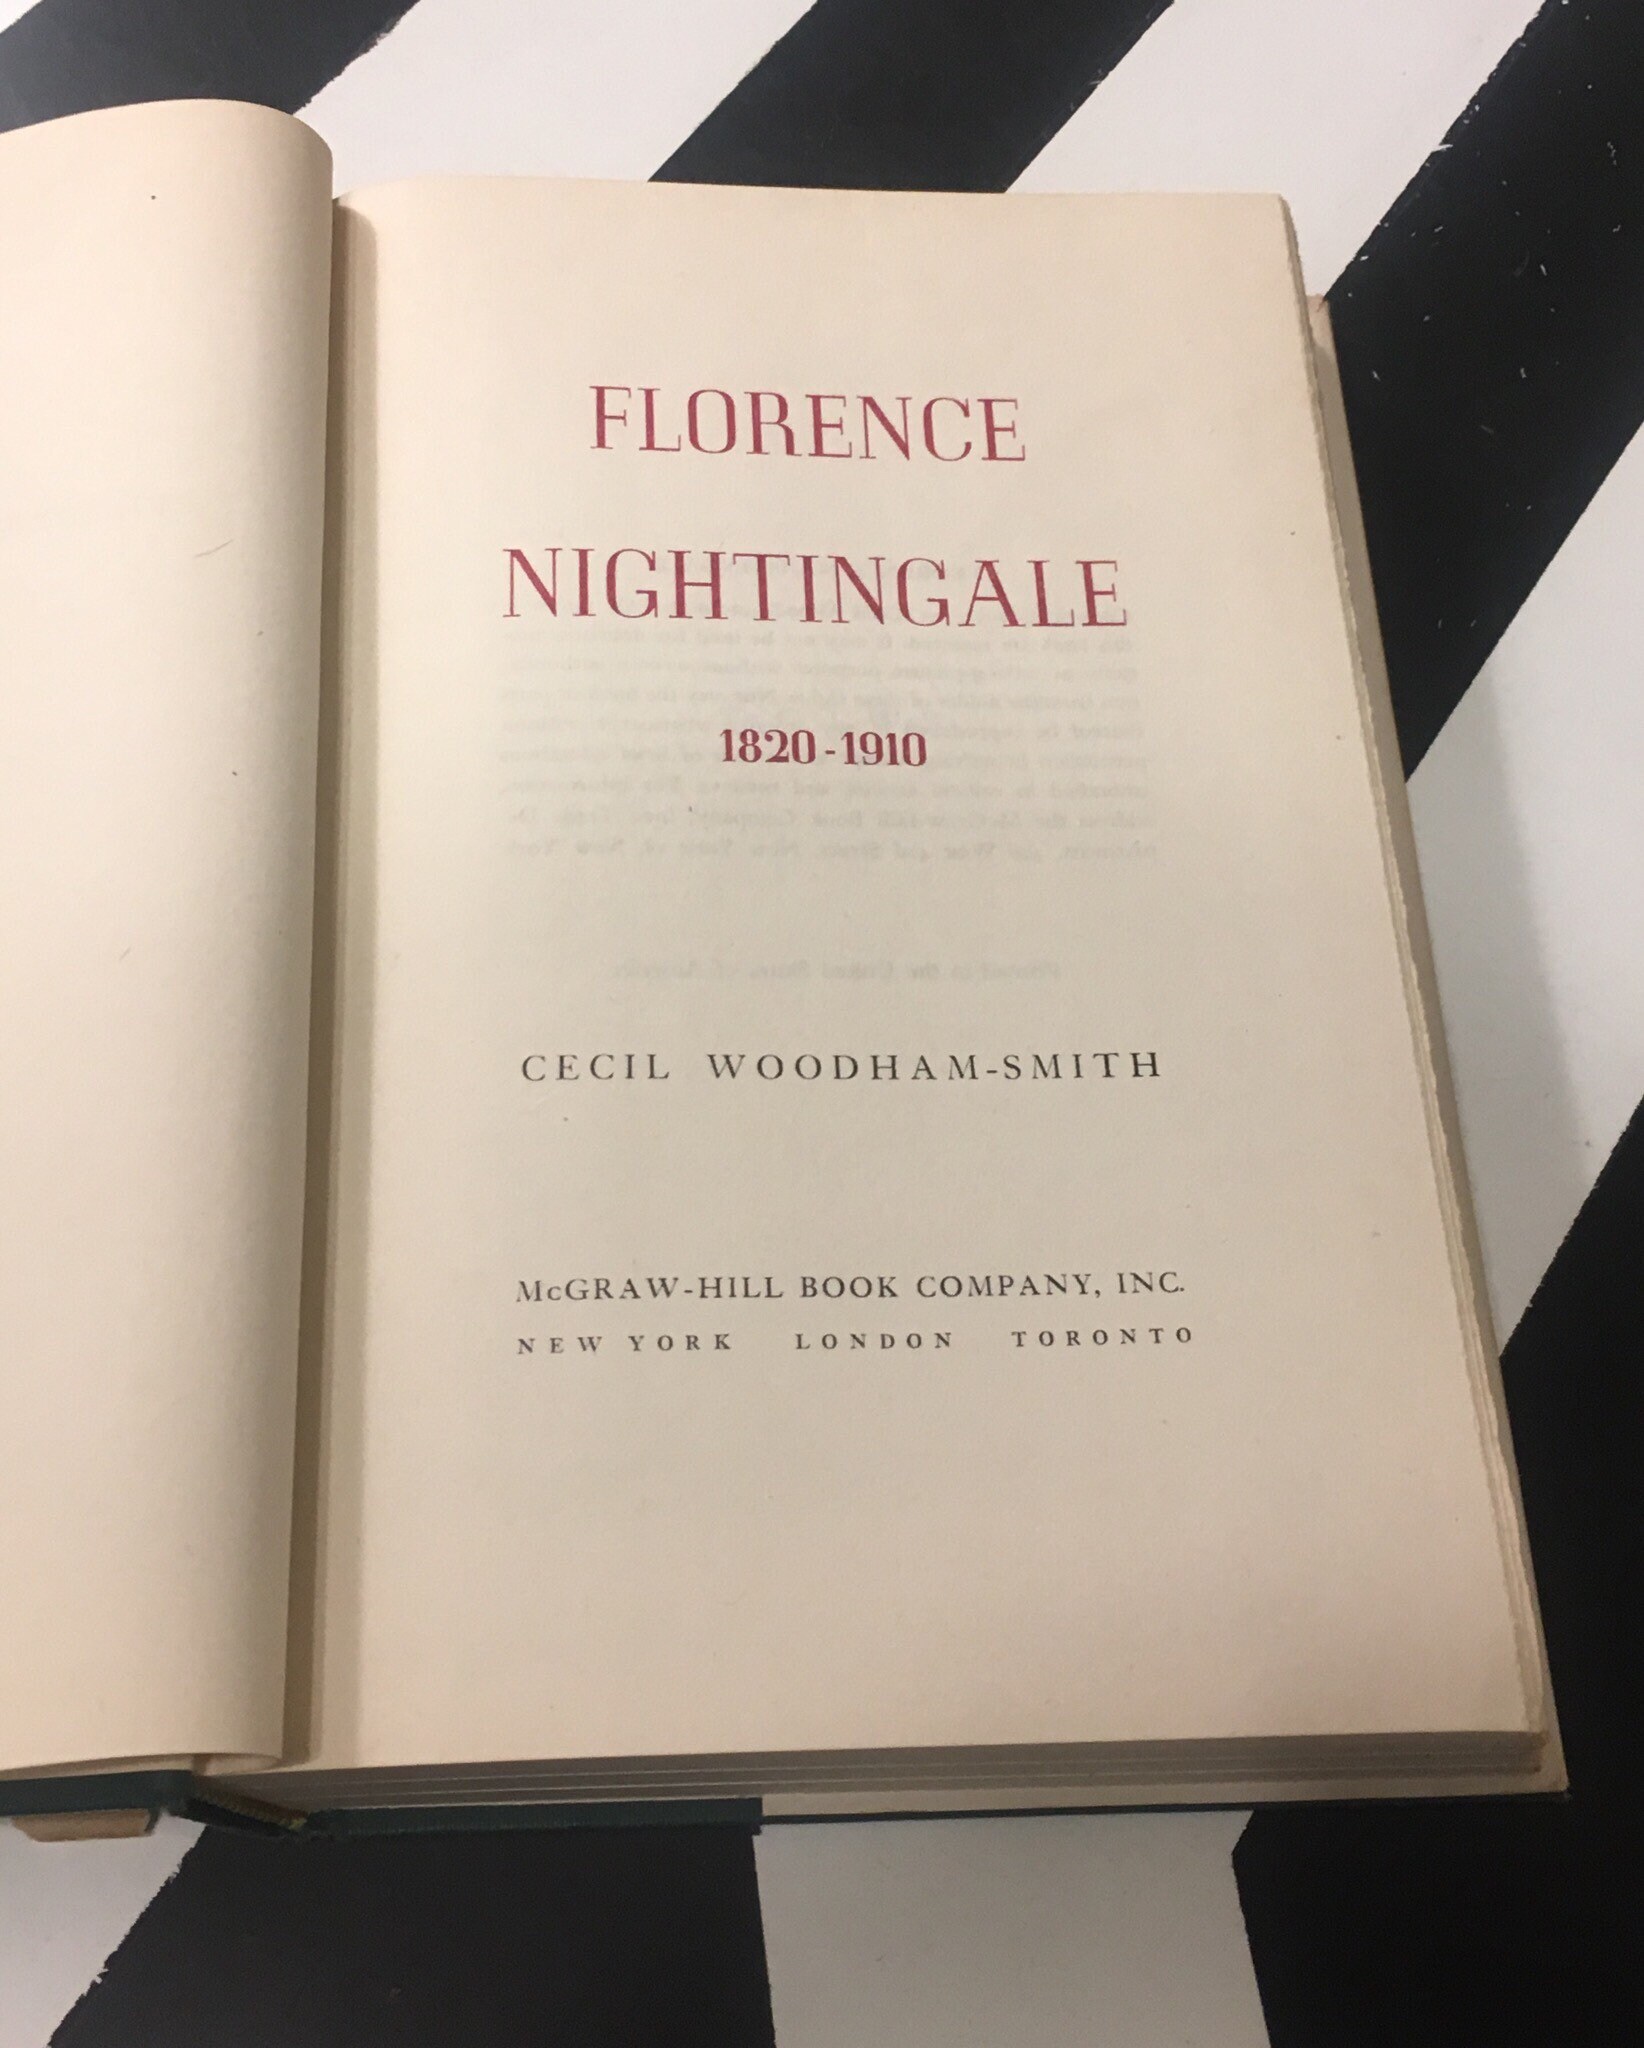 FLORENCE
NIGHTINGALE
1820-1910
CECIL WOODHAM-SMITH
McGRAW-HILL BOOK COMPANY, INC.
NEW YORK LONDON TORONTO